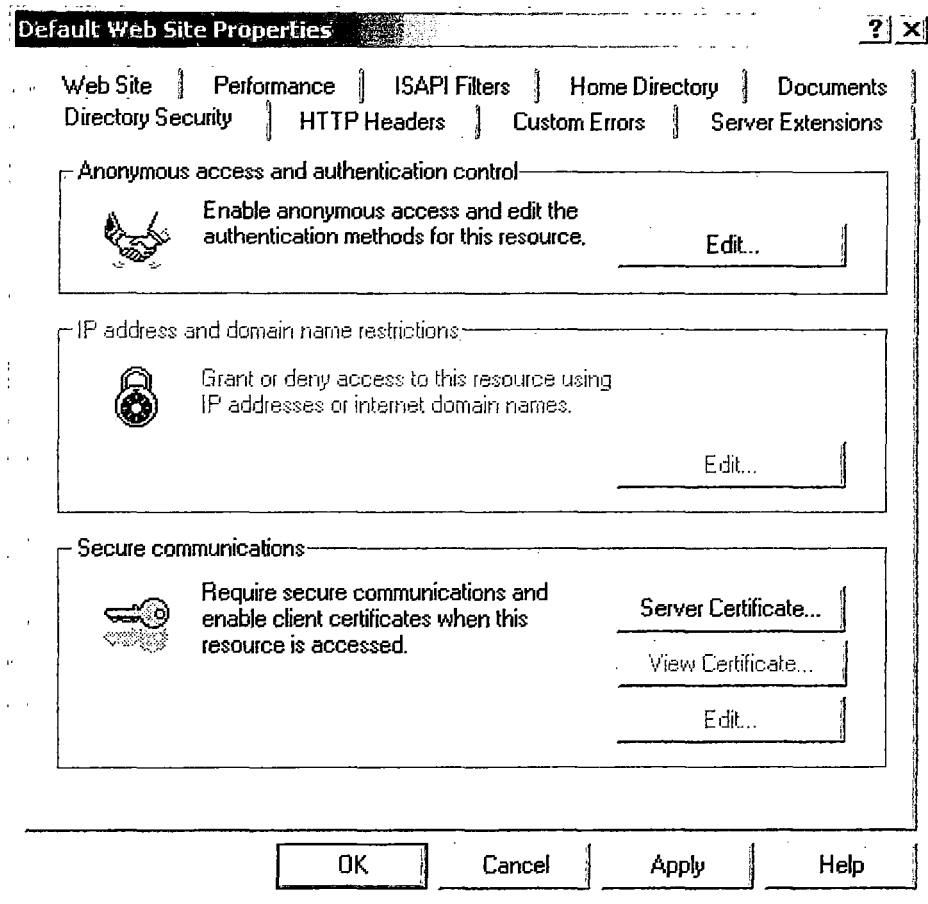 Default Web Site Properties
? X
Web Site Performance ISAPI Filters Home Directory Documents
Directory Security HTTP Headers Custom Errors Server Extensions
Anonymous access and authentication control
Enable anonymous access and edit the
authentication methods for this resource.
Edit...
IP address and domain name restrictions
Grant or deny access to this resource using
IP addresses or internet domain names.
Edit...
Secure communications
Require secure communications and
enable client certificates when this
resource is accessed.
Server Certificate...
View Certificate...
Edit...
OK Cancel Apply Help